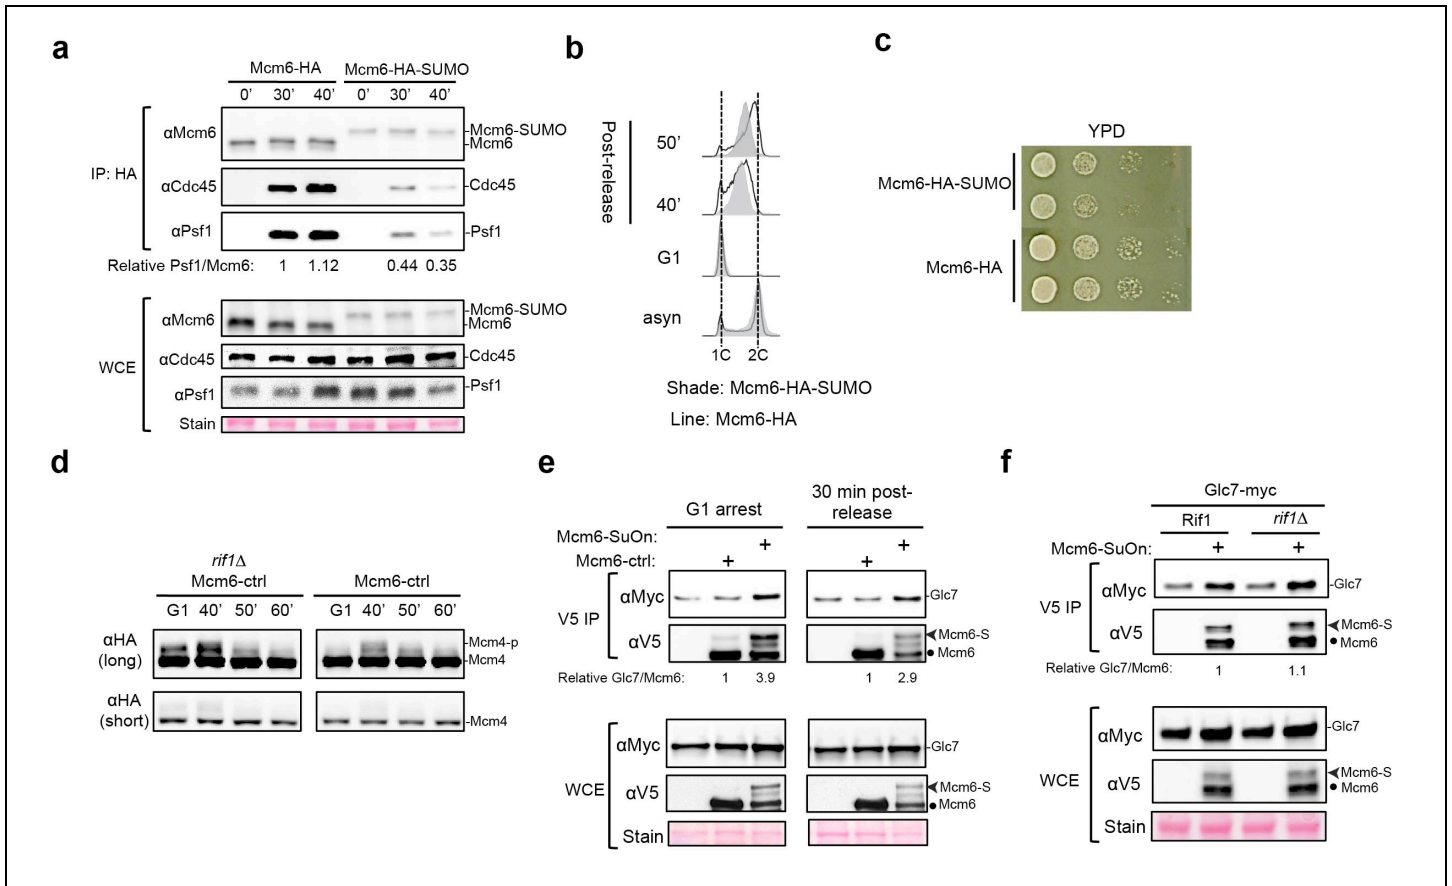 a
Mcm6-HA Mcm6-HA-SUMO
0’ 30’ 40’ 0’ 30’ 40’
IP: HA
αMcm6
Mcm6-SUMO
Mcm6
αCdc45
Cdc45
αPsf1
Psf1
Relative Psf1/Mcm6: 1 1.12 0.44 0.35
WCE
αMcm6
Mcm6-SUMO
Mcm6
αCdc45
Cdc45
αPsf1
Psf1
Stain
b
Post-release
50’
40’
G1
asyn
1C 2C
Shade: Mcm6-HA-SUMO
Line: Mcm6-HA
c
YPD
Mcm6-HA-SUMO
Mcm6-HA
d
rif1Δ
Mcm6-ctrl Mcm6-ctrl
G1 40’ 50’ 60’ G1 40’ 50’ 60’
αHA
(long)
Mcm4-p
Mcm4
αHA
(short)
Mcm4
e
G1 arrest
30 min post-
release
Mcm6-SuOn: + +
Mcm6-ctrl: + +
V5 IP
αMyc
Glc7
αV5
Mcm6-S
Mcm6
Relative Glc7/Mcm6: 1 3.9 1 2.9
WCE
αMyc
Glc7
αV5
Mcm6-S
Mcm6
Stain
f
Glc7-myc
Rif1 rif1Δ
Mcm6-SuOn: + +
V5 IP
αMyc
Glc7
αV5
Mcm6-S
Mcm6
Relative Glc7/Mcm6: 1 1.1
WCE
αMyc
Glc7
αV5
Mcm6-S
Mcm6
Stain